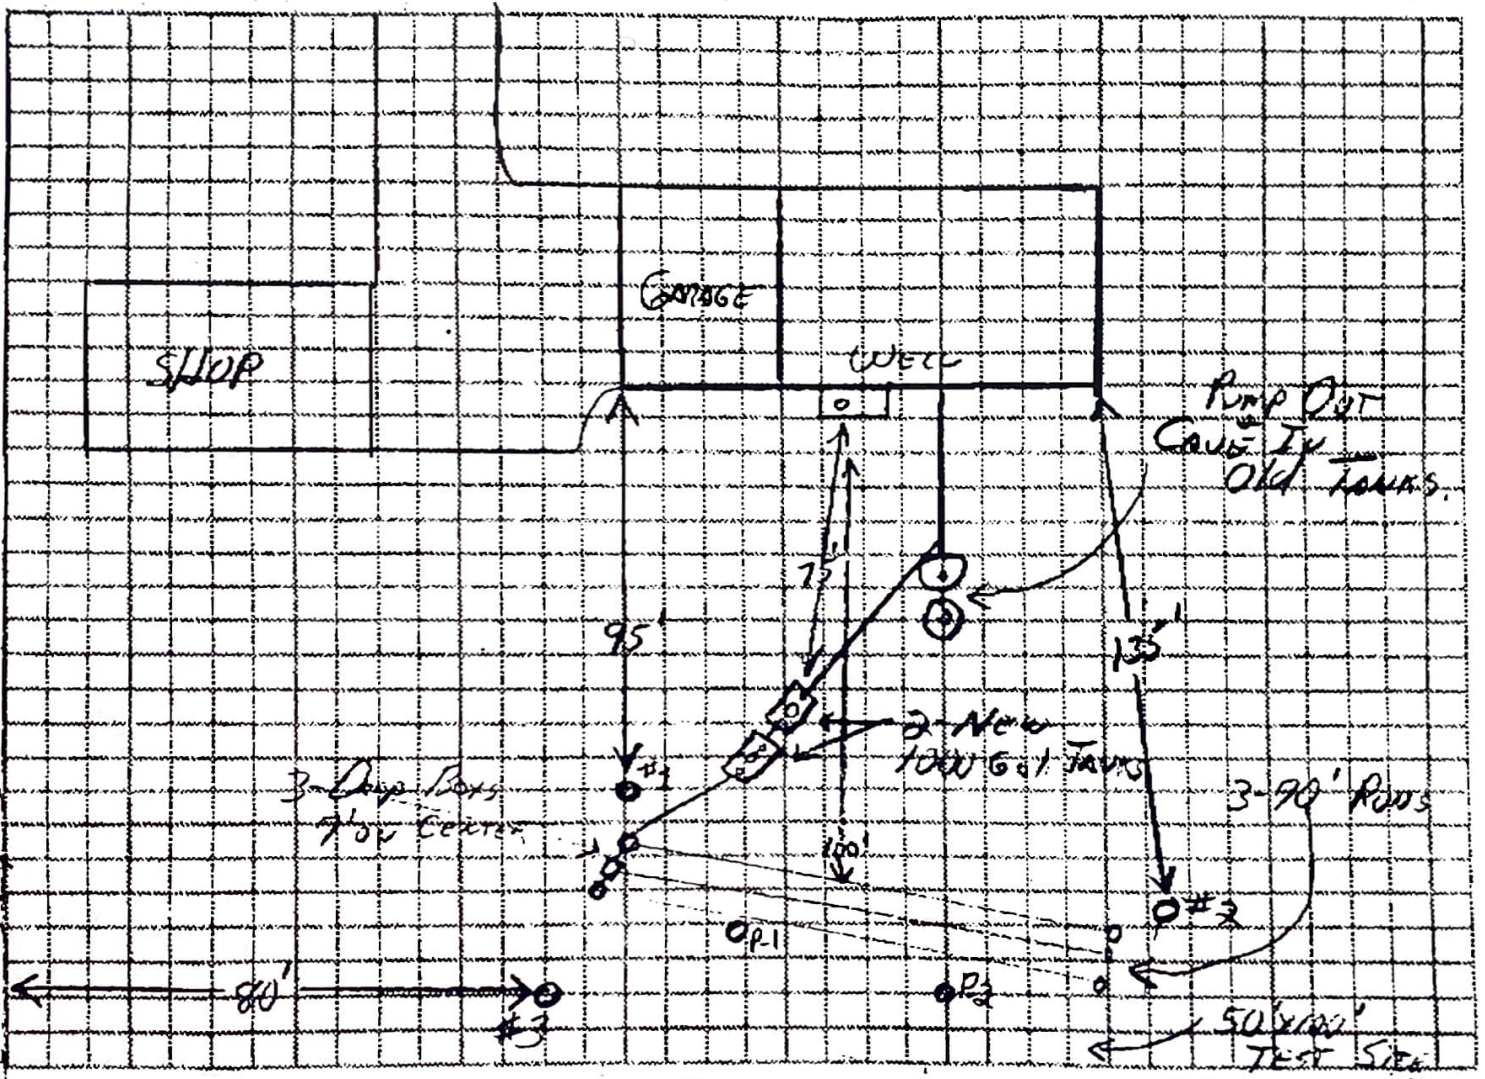 GARAGE
SHOP
WELL
PUMP OUT
CAVE IN
Old TANKS.
75'
95'
135'
2-NEW
1000 Gal TANKS
#1
3-Drop Boxs
7' on CENTER
3-90' RUNS
100'
#2
P-1
80'
P2
#3
50'x100'
TEST SITE